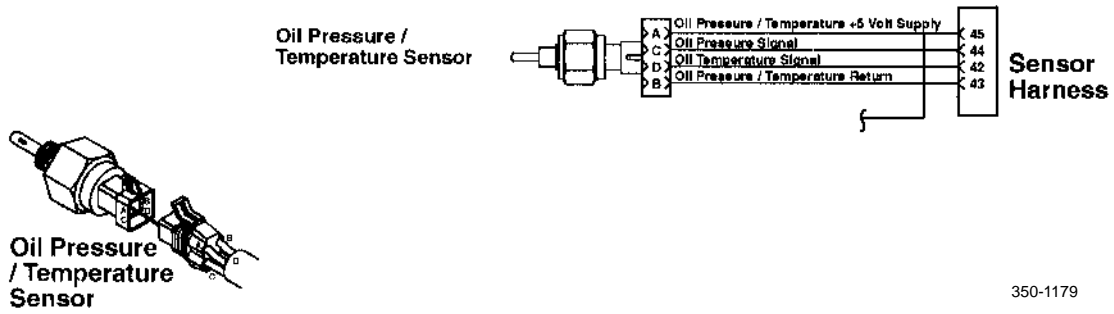 Oil Pressure /
Temperature Sensor
A Oil Pressure / Temperature +5 Volt Supply 45
C Oil Pressure Signal 44
D Oil Temperature Signal 42
B Oil Pressure / Temperature Return 43
Sensor
Harness
A B
C D
B
D
C
Oil Pressure
/ Temperature
Sensor
350-1179